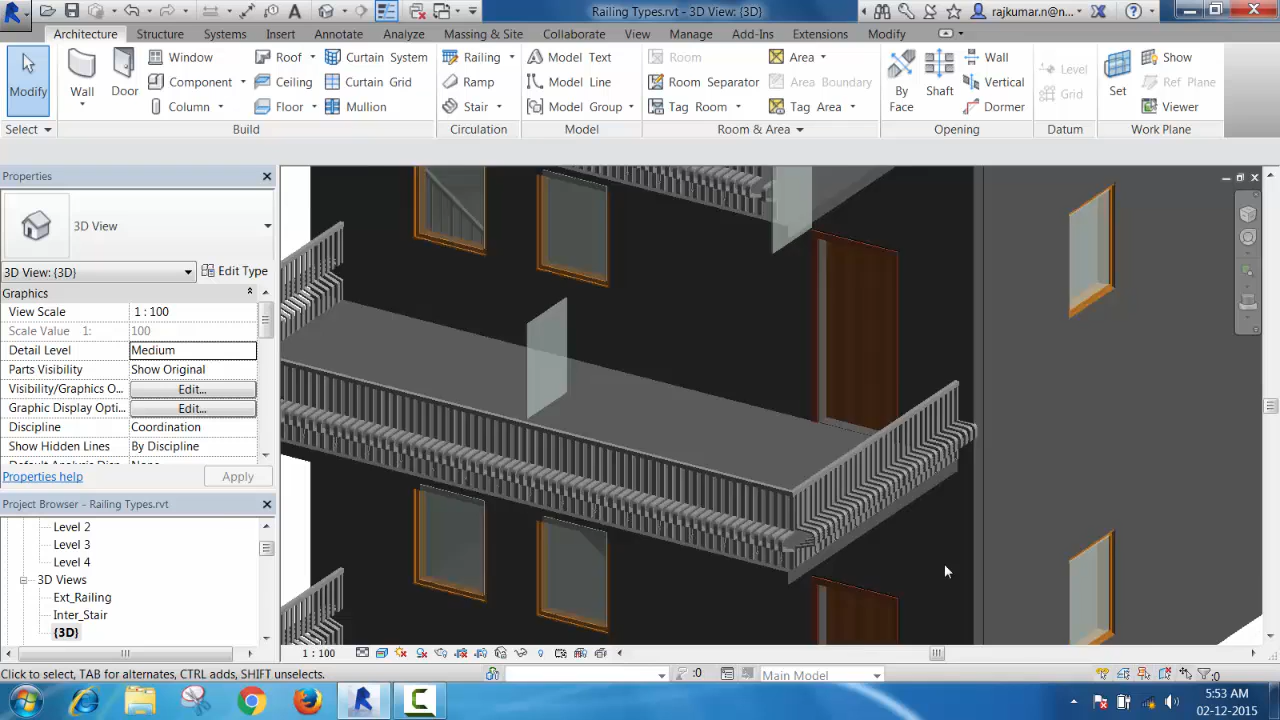 Railing Types.rvt - 3D View: {3D}
rajkumar.n@n...
Architecture Structure Systems Insert Annotate Analyze Massing & Site Collaborate View Manage Add-Ins Extensions Modify
Modify
Wall
Door
Window
Component
Column
Roof
Ceiling
Floor
Curtain System
Curtain Grid
Mullion
Railing
Ramp
Stair
Model Text
Model Line
Model Group
Room
Room Separator
Tag Room
Area
Area Boundary
Tag Area
By
Face
Shaft
Wall
Vertical
Dormer
Level
Grid
Set
Show
Ref Plane
Viewer
Select Build Circulation Model Room & Area Opening Datum Work Plane
Properties
3D View
3D View: {3D}
Edit Type
Graphics
View Scale 1 : 100
Scale Value 1: 100
Detail Level Medium
Parts Visibility Show Original
Visibility/Graphics O... Edit...
Graphic Display Opti... Edit...
Discipline Coordination
Show Hidden Lines By Discipline
Properties help
Apply
Project Browser - Railing Types.rvt
Level 2
Level 3
Level 4
3D Views
Ext_Railing
Inter_Stair
{3D}
1 : 100
Click to select, TAB for alternates, CTRL adds, SHIFT unselects.
:0
Main Model
:0
5:53 AM
02-12-2015